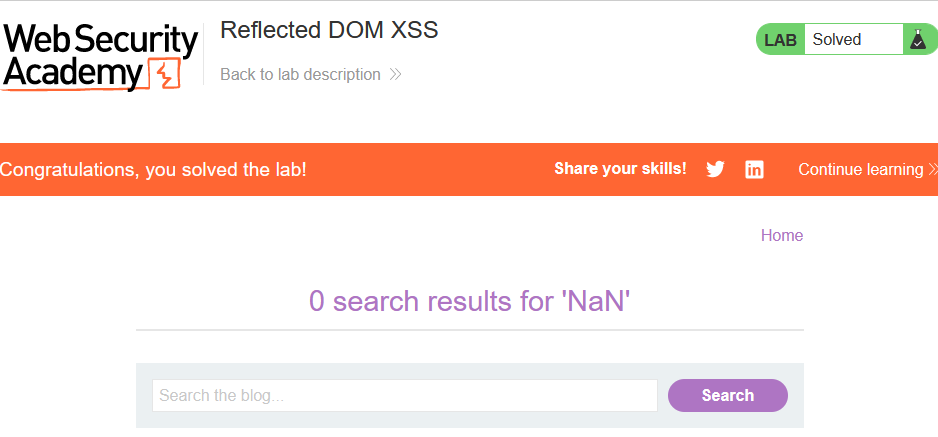 Web Security
Academy
Reflected DOM XSS
Back to lab description
LAB Solved
Congratulations, you solved the lab!
Share your skills!
Continue learning
Home
0 search results for 'NaN'
Search the blog...
Search